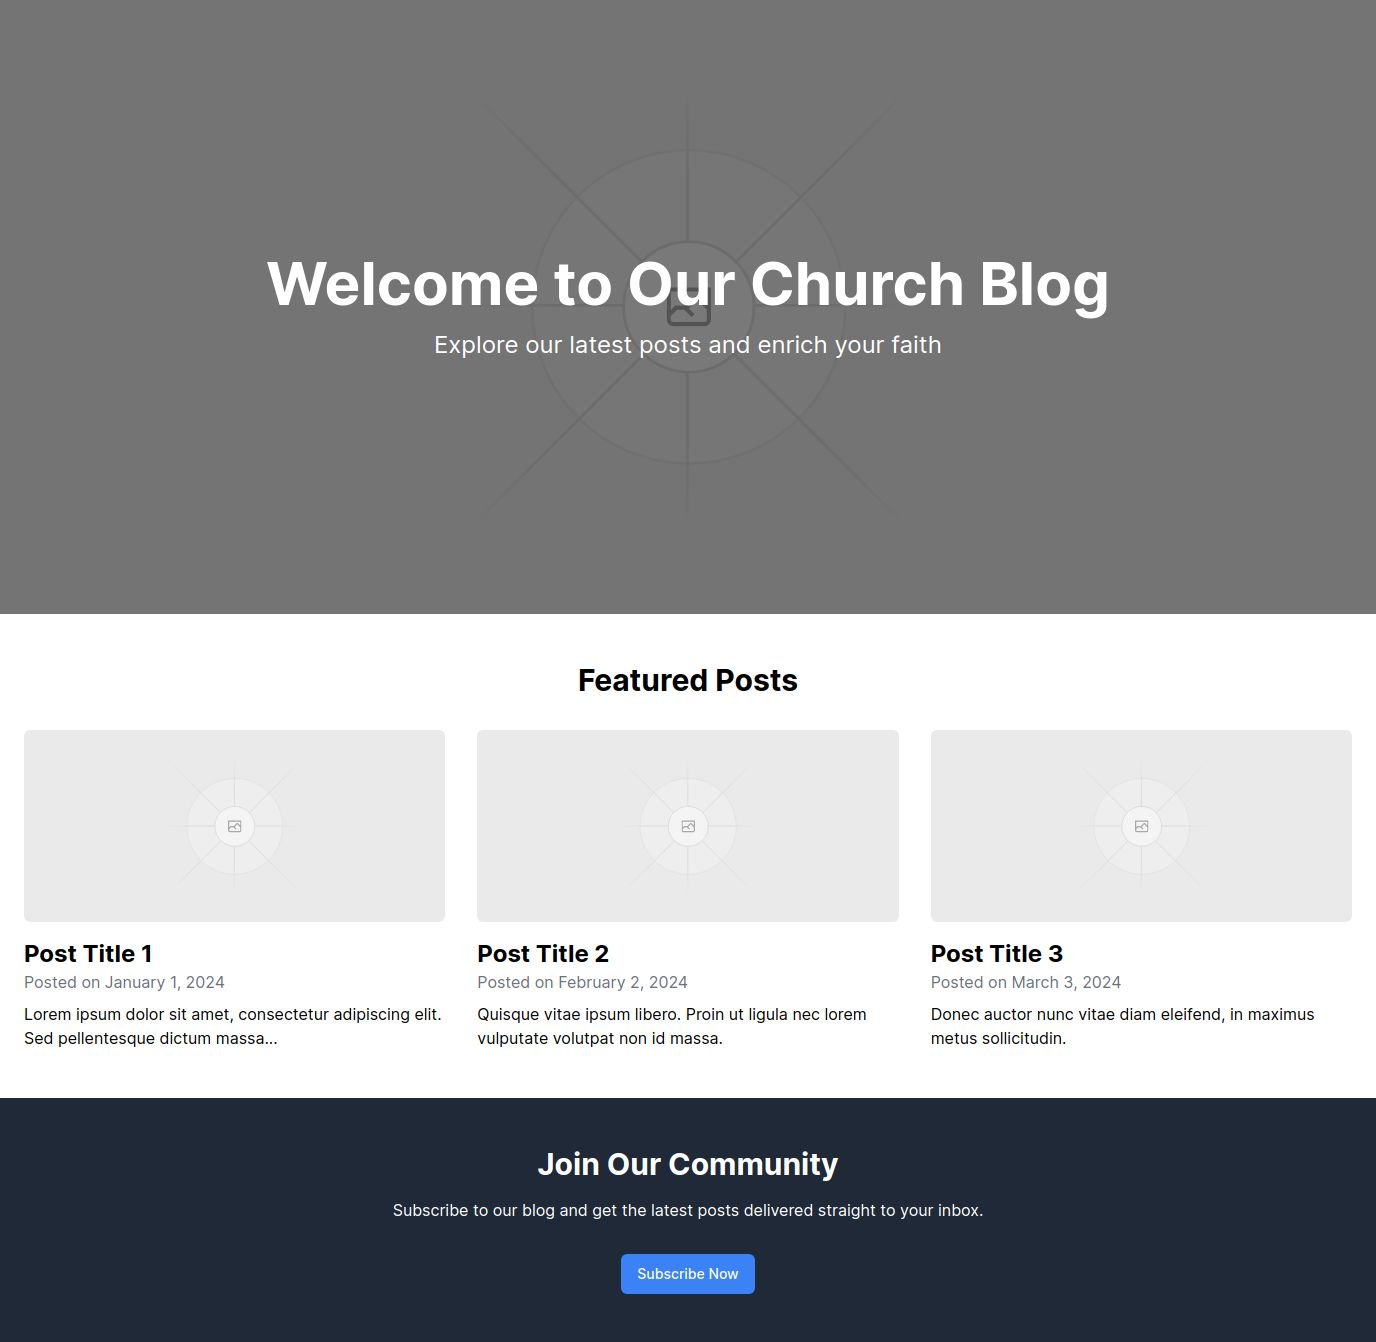 Welcome to Our Church Blog
Explore our latest posts and enrich your faith
Featured Posts
Post Title 1
Posted on January 1, 2024
Lorem ipsum dolor sit amet, consectetur adipiscing elit.
Sed pellentesque dictum massa...
Post Title 2
Posted on February 2, 2024
Quisque vitae ipsum libero. Proin ut ligula nec lorem
vulputate volutpat non id massa.
Post Title 3
Posted on March 3, 2024
Donec auctor nunc vitae diam eleifend, in maximus
metus sollicitudin.
Join Our Community
Subscribe to our blog and get the latest posts delivered straight to your inbox.
Subscribe Now